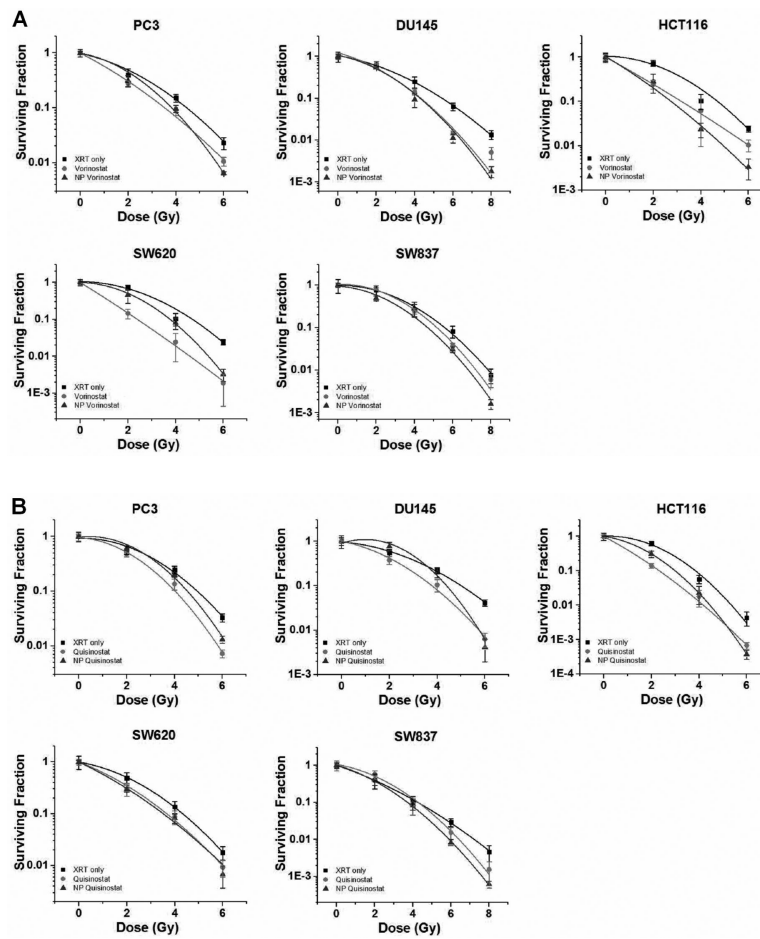 A
PC3
Surviving Fraction
1
0.1
0.01
XRT only
Vorinostat
NP Vorinostat
0 2 4 6
Dose (Gy)
DU145
Surviving Fraction
1
0.1
0.01
1E-3
XRT only
Vorinostat
NP Vorinostat
0 2 4 6 8
Dose (Gy)
HCT116
Surviving Fraction
1
0.1
0.01
1E-3
XRT only
Vorinostat
NP Vorinostat
0 2 4 6
Dose (Gy)
SW620
Surviving Fraction
1
0.1
0.01
1E-3
XRT only
Vorinostat
NP Vorinostat
0 2 4 6
Dose (Gy)
SW837
Surviving Fraction
1
0.1
0.01
1E-3
XRT only
Vorinostat
NP Vorinostat
0 2 4 6 8
Dose (Gy)
B
PC3
Surviving Fraction
1
0.1
0.01
XRT only
Quisinostat
NP Quisinostat
0 2 4 6
Dose (Gy)
DU145
Surviving Fraction
1
0.1
0.01
1E-3
XRT only
Quisinostat
NP Quisinostat
0 2 4 6
Dose (Gy)
HCT116
Surviving Fraction
1
0.1
0.01
1E-3
1E-4
XRT only
Quisinostat
NP Quisinostat
0 2 4 6
Dose (Gy)
SW620
Surviving Fraction
1
0.1
0.01
XRT only
Quisinostat
NP Quisinostat
0 2 4 6
Dose (Gy)
SW837
Surviving Fraction
1
0.1
0.01
1E-3
XRT only
Quisinostat
NP Quisinostat
0 2 4 6 8
Dose (Gy)